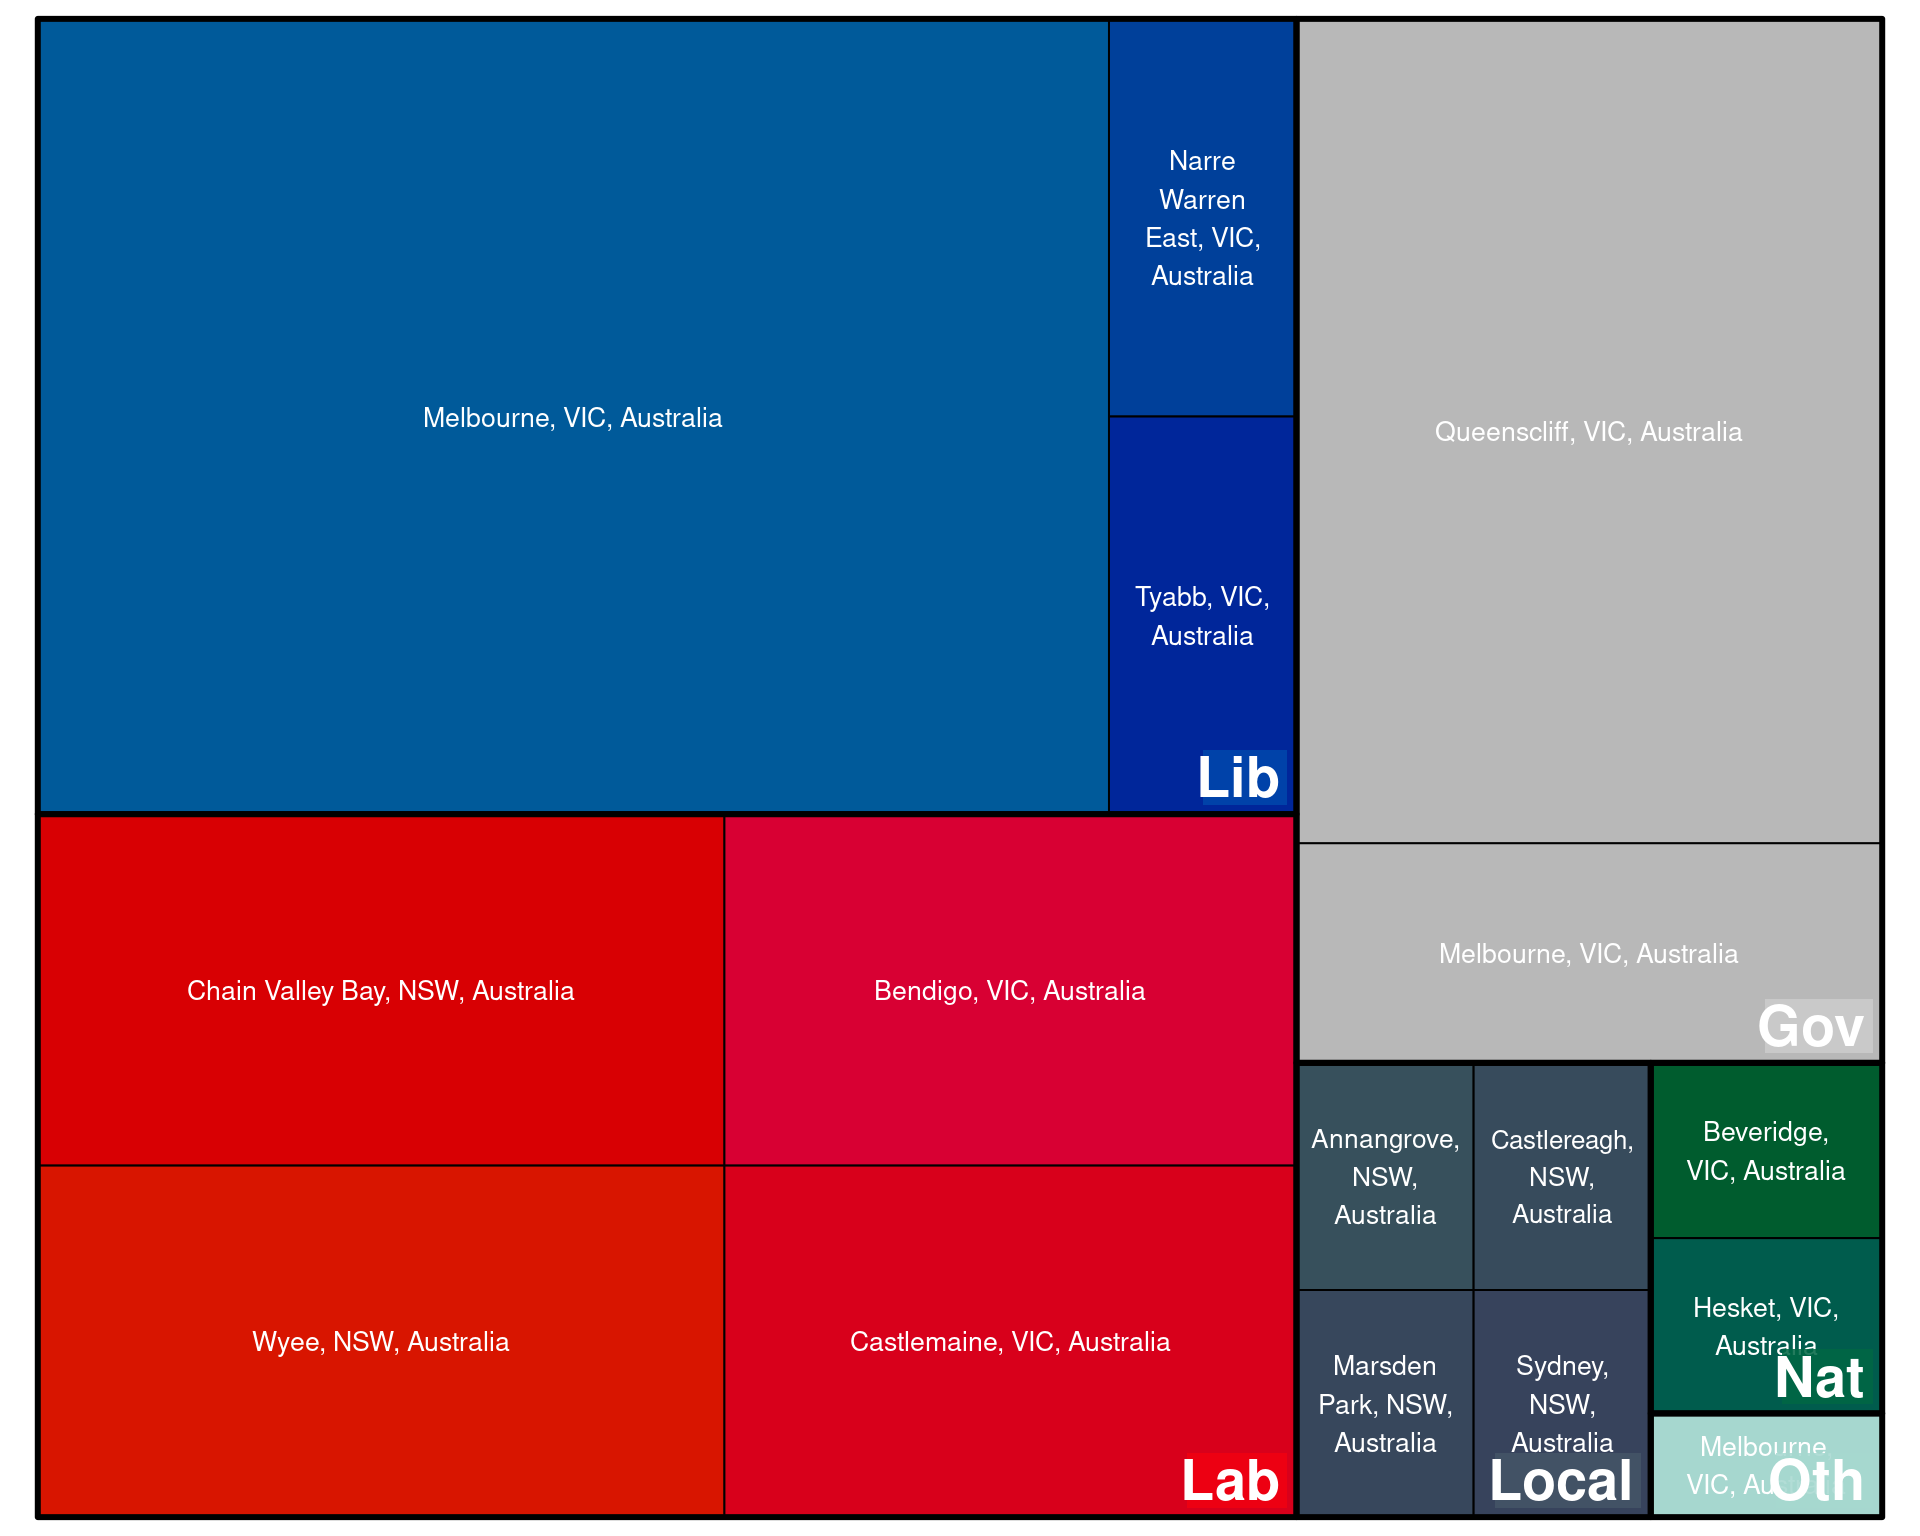 Melbourne, VIC, Australia
Narre
Warren
East, VIC,
Australia
Tyabb, VIC,
Australia
Lib
Queenscliff, VIC, Australia
Melbourne, VIC, Australia
Gov
Chain Valley Bay, NSW, Australia
Bendigo, VIC, Australia
Wyee, NSW, Australia
Castlemaine, VIC, Australia
Lab
Annangrove,
NSW,
Australia
Castlereagh,
NSW,
Australia
Marsden
Park, NSW,
Australia
Sydney,
NSW,
Australia
Local
Beveridge,
VIC, Australia
Hesket, VIC,
Australia
Nat
Melbourne,
VIC,
Oth